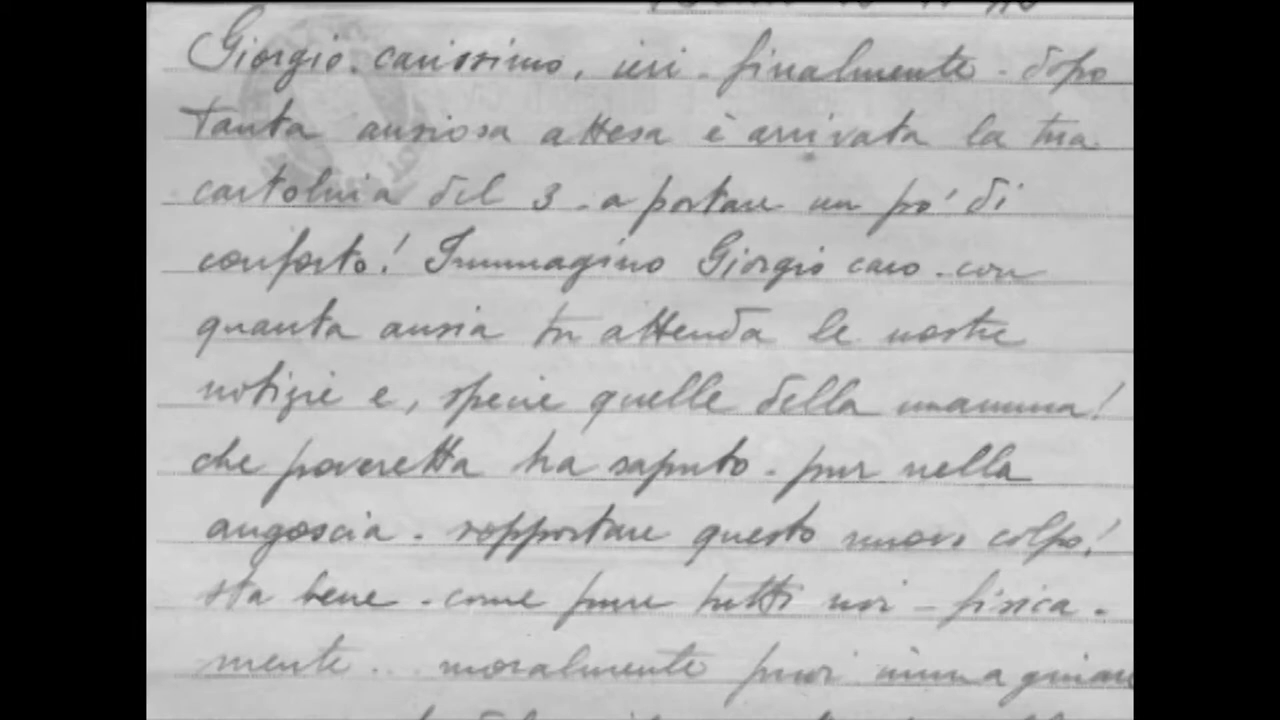 Giorgio carissimo, ieri - finalmente - dopo
tanta ansiosa attesa è arrivata la tua
cartolina del 3 - a portare un pò' di
conforto! Immagino Giorgio caro - con
quanta ansia tu attenda le nostre
notizie e, specie quelle della mamma!
che poveretta ha saputo - pur nella
angoscia - sopportare questo nuovo colpo!
sta bene - come pure tutti noi - fisica-
mente... moralmente puoi immaginare